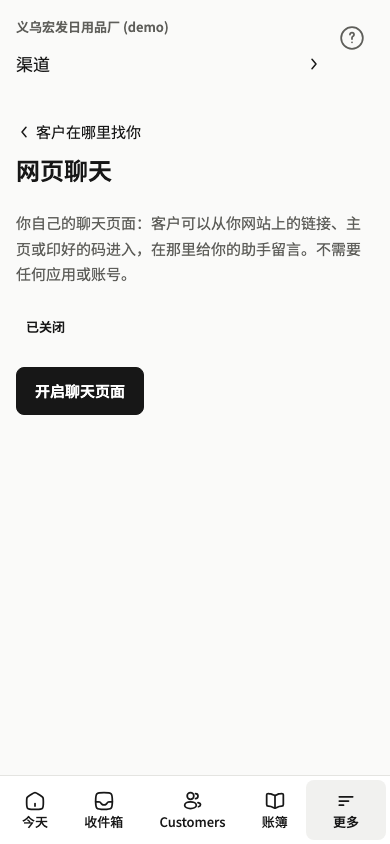 义乌宏发日用品厂 (demo)
渠道
客户在哪里找你
网页聊天
你自己的聊天页面：客户可以从你网站上的链接、主
页或印好的码进入，在那里给你的助手留言。不需要
任何应用或账号。
已关闭
开启聊天页面
今天
收件箱
Customers
账簿
更多